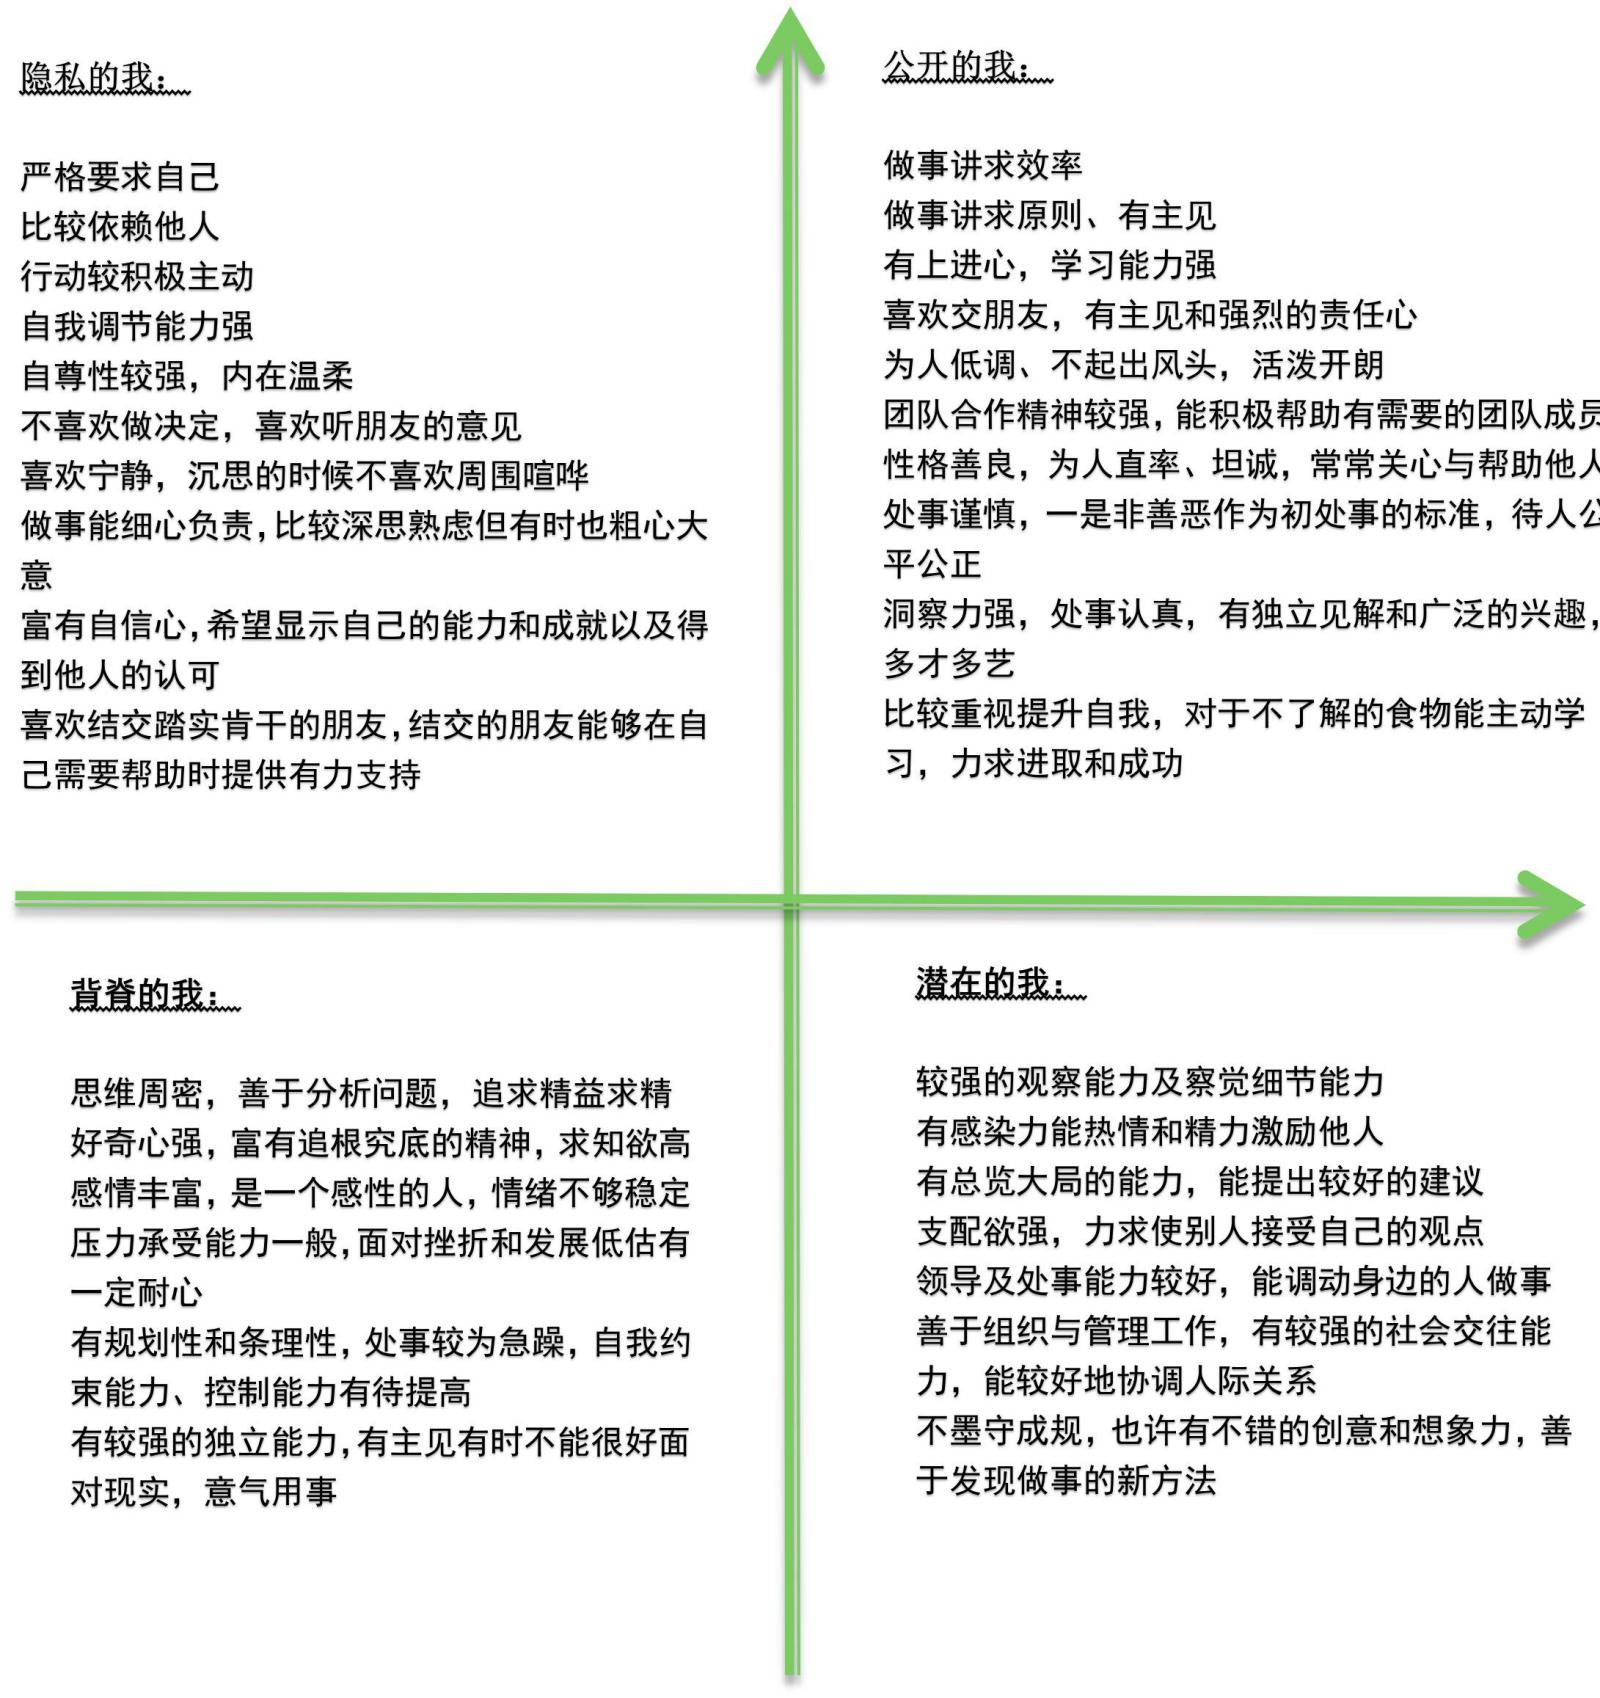 隐私的我：
严格要求自己
比较依赖他人
行动较积极主动
自我调节能力强
自尊性较强，内在温柔
不喜欢做决定，喜欢听朋友的意见
喜欢宁静，沉思的时候不喜欢周围喧哗
做事能细心负责，比较深思熟虑但有时也粗心大
意
富有自信心，希望显示自己的能力和成就以及得
到他人的认可
喜欢结交踏实肯干的朋友，结交的朋友能够在自
己需要帮助时提供有力支持
公开的我：
做事讲求效率
做事讲求原则、有主见
有上进心，学习能力强
喜欢交朋友，有主见和强烈的责任心
为人低调、不起出风头，活泼开朗
团队合作精神较强，能积极帮助有需要的团队成员
性格善良，为人直率、坦诚，常常关心与帮助他人
处事谨慎，一是非善恶作为初处事的标准，待人公
平公正
洞察力强，处事认真，有独立见解和广泛的兴趣，
多才多艺
比较重视提升自我，对于不了解的食物能主动学
习，力求进取和成功
背脊的我：
思维周密，善于分析问题，追求精益求精
好奇心强，富有追根究底的精神，求知欲高
感情丰富，是一个感性的人，情绪不够稳定
压力承受能力一般，面对挫折和发展低估有
一定耐心
有规划性和条理性，处事较为急躁，自我约
束能力、控制能力有待提高
有较强的独立能力，有主见有时不能很好面
对现实，意气用事
潜在的我：
较强的观察能力及察觉细节能力
有感染力能热情和精力激励他人
有总览大局的能力，能提出较好的建议
支配欲强，力求使别人接受自己的观点
领导及处事能力较好，能调动身边的人做事
善于组织与管理工作，有较强的社会交往能
力，能较好地协调人际关系
不墨守成规，也许有不错的创意和想象力，善
于发现做事的新方法